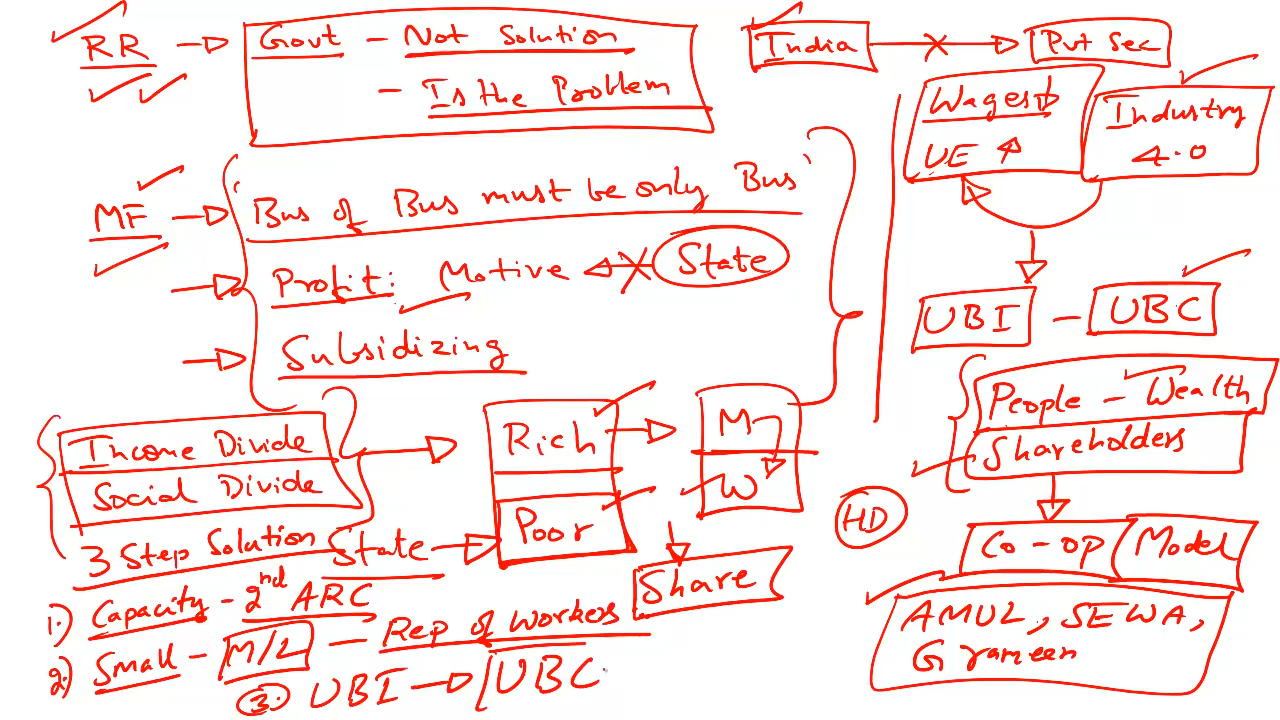 RR → Govt - Not Solution
- Is the Problem
MF → 'Bus of Bus must be only Bus'
→ Profit: Motive ← State
→ Subsidizing
Income Divide
Social Divide
→ Rich → M
Poor W
Share
3 Step Solution State →
1.) Capacity - 2nd ARC
2.) Small - M/L - Rep of Workers
3. UBI → UBC
India → Pvt Sec
Wages↓
UE ↑
Industry
4.0
UBI - UBC
People - Wealth
Shareholders
HD
Co-op Model
AMUL, SEWA,
Grameen